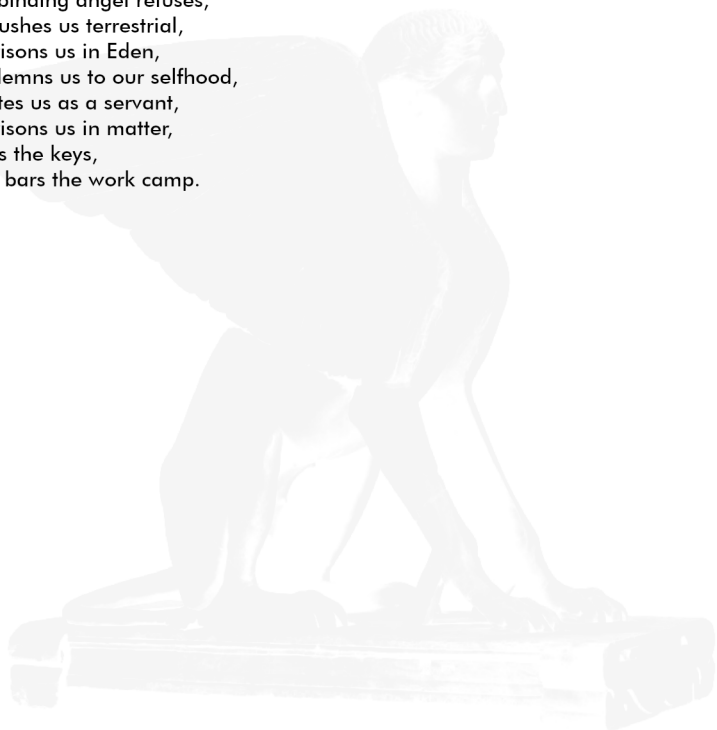 binding angel refuses,
ushes us terrestrial,
isons us in Eden,
lemns us to our selfhood,
tes us as a servant,
isons us in matter,
s the keys,
bars the work camp.